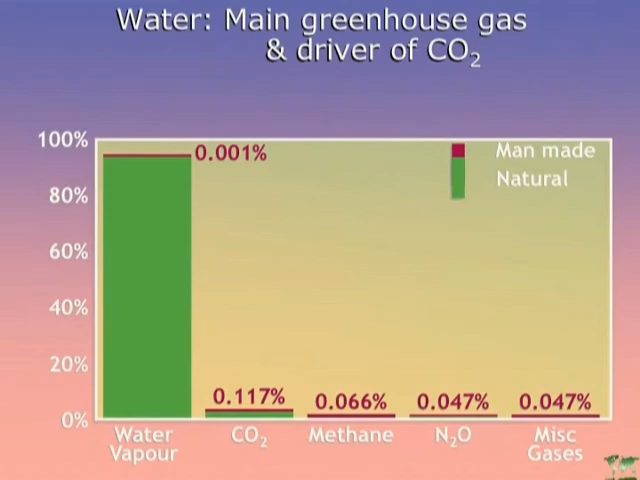 Water: Main greenhouse gas
& driver of CO₂
100%
0.001%
Man made
Natural
80%
60%
40%
20%
0%
0.117%
0.066%
0.047%
0.047%
Water
Vapour
CO₂
Methane
N₂O
Misc
Gases